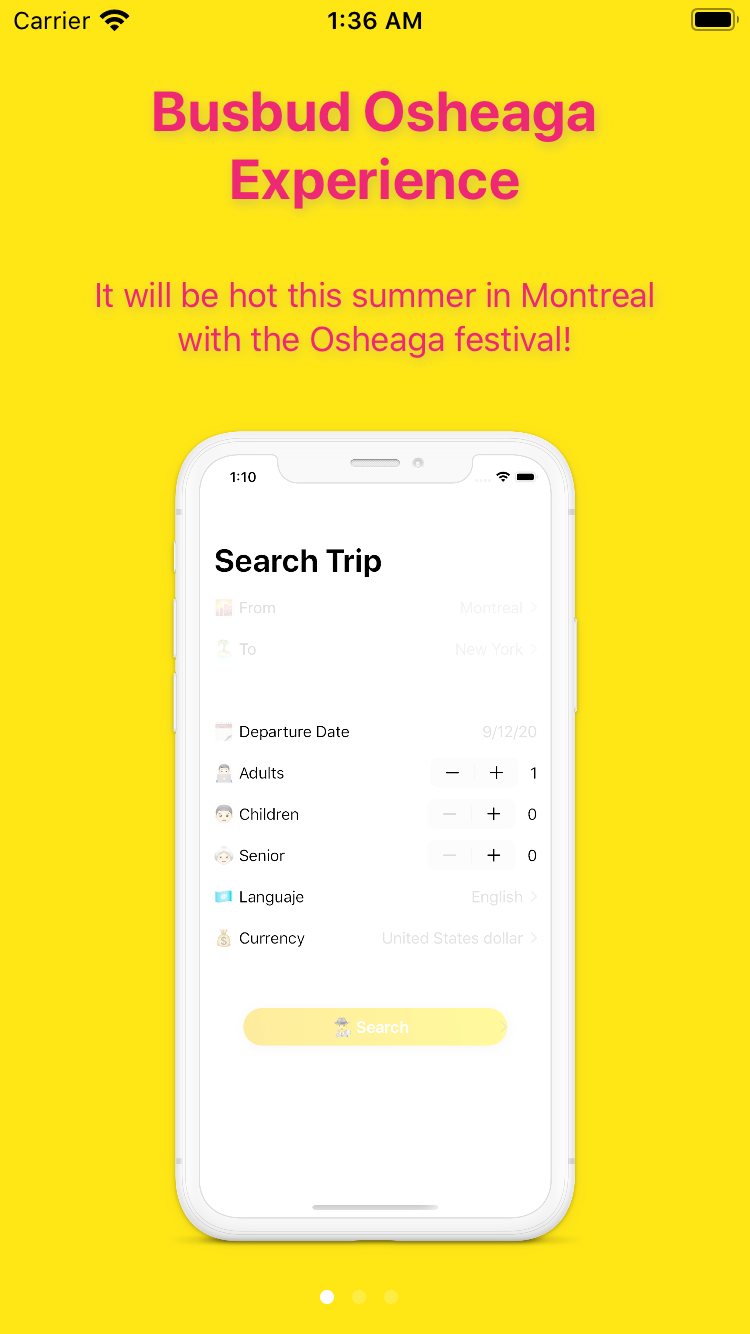 Carrier 1:36 AM
Busbud Osheaga
Experience
It will be hot this summer in Montreal
with the Osheaga festival!
1:10
Search Trip
From Montreal
To New York
Departure Date 9/12/20
Adults 1
Children 0
Senior 0
Languaje English
Currency United States dollar
Search